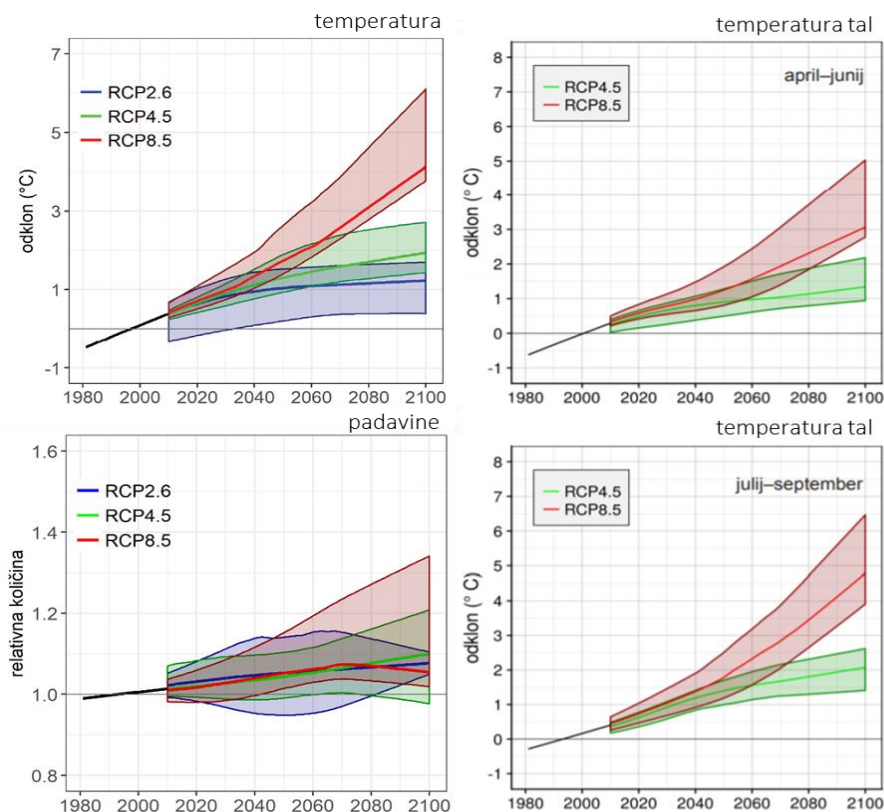 temperatura
7
5
3
1
-1
odklon (°C)
RCP2.6
RCP4.5
RCP8.5
1980 2000 2020 2040 2060 2080 2100
temperatura tal
8
7
6
5
4
3
2
1
0
-1
odklon (° C)
RCP4.5
RCP8.5
april–junij
1980 2000 2020 2040 2060 2080 2100
padavine
1.6
1.4
1.2
1.0
0.8
relativna količina
RCP2.6
RCP4.5
RCP8.5
1980 2000 2020 2040 2060 2080 2100
temperatura tal
8
7
6
5
4
3
2
1
0
-1
odklon (° C)
RCP4.5
RCP8.5
julij–september
1980 2000 2020 2040 2060 2080 2100